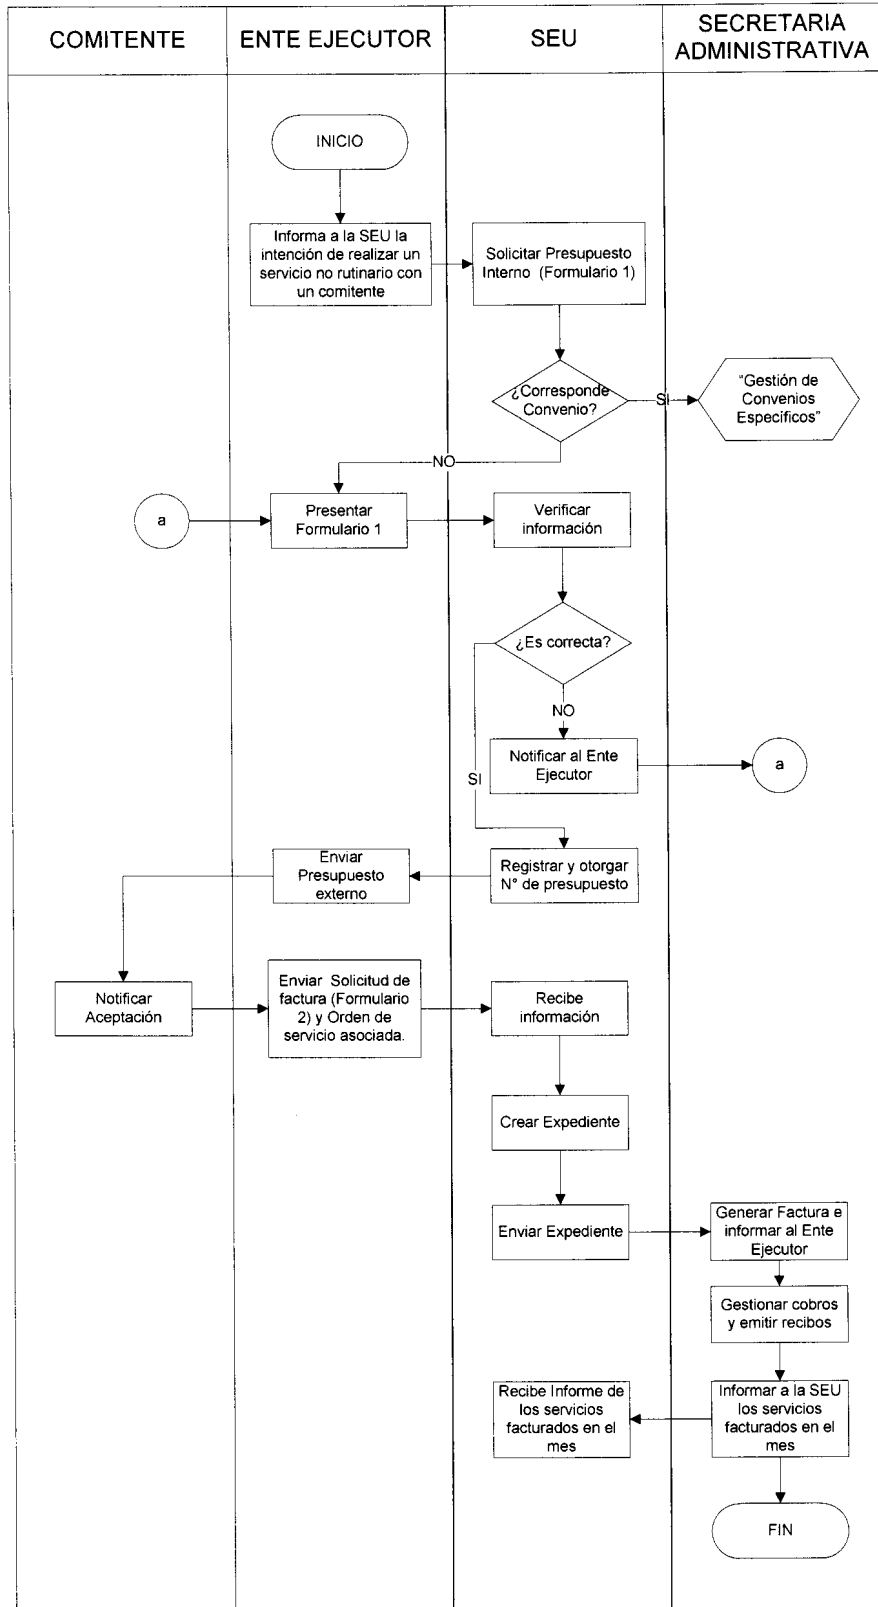 COMITENTE
ENTE EJECUTOR
SEU
SECRETARIA
ADMINISTRATIVA
INICIO
Informa a la SEU la
intención de realizar un
servicio no rutinario con
un comitente
Solicitar Presupuesto
Interno (Formulario 1)
¿Corresponde
Convenio?
SI
“Gestión de
Convenios
Específicos”
NO
a
Presentar
Formulario 1
Verificar
información
¿Es correcta?
NO
SI
Notificar al Ente
Ejecutor
a
Registrar y otorgar
N° de presupuesto
Enviar
Presupuesto
externo
Notificar
Aceptación
Enviar Solicitud de
factura (Formulario
2) y Orden de
servicio asociada.
Recibe
información
Crear Expediente
Enviar Expediente
Generar Factura e
informar al Ente
Ejecutor
Gestionar cobros
y emitir recibos
Informar a la SEU
los servicios
facturados en el
mes
Recibe Informe de
los servicios
facturados en el
mes
FIN